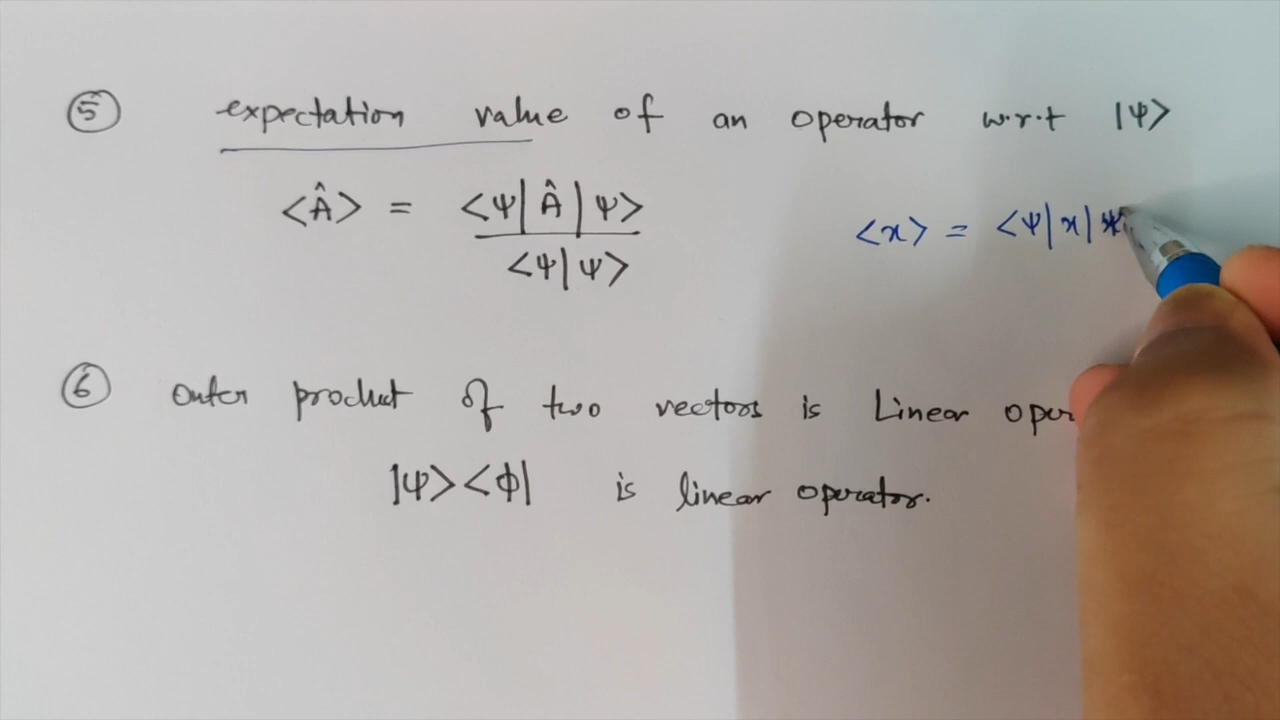 ⑤ expectation value of an operator w.r.t |ψ>
<Â> = <ψ|Â|ψ> / <ψ|ψ>
<x> = <ψ|x|
⑥ Outer product of two vectors is Linear oper
|ψ><ϕ| is linear operator.